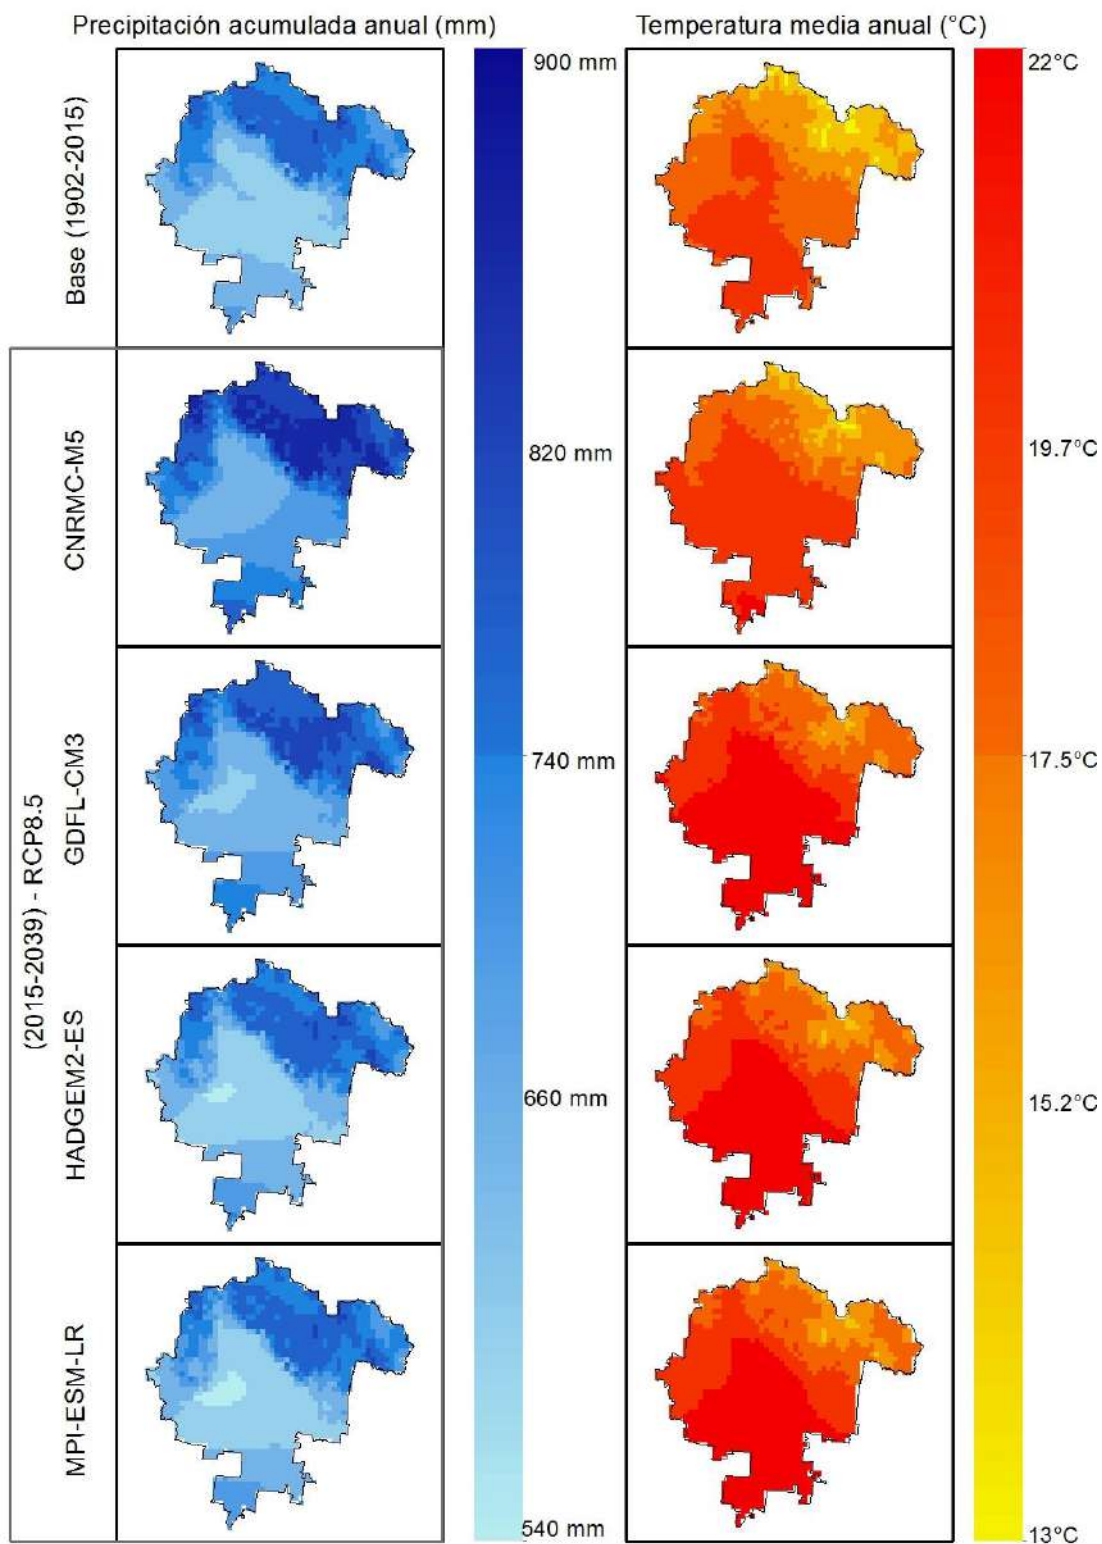 Precipitación acumulada anual (mm)
Temperatura media anual (°C)
Base (1902-2015)
900 mm
22°C
(2015-2039) - RCP8.5
CNRMC-M5
820 mm
19.7°C
GDFL-CM3
740 mm
17.5°C
HADGEM2-ES
660 mm
15.2°C
MPI-ESM-LR
540 mm
13°C